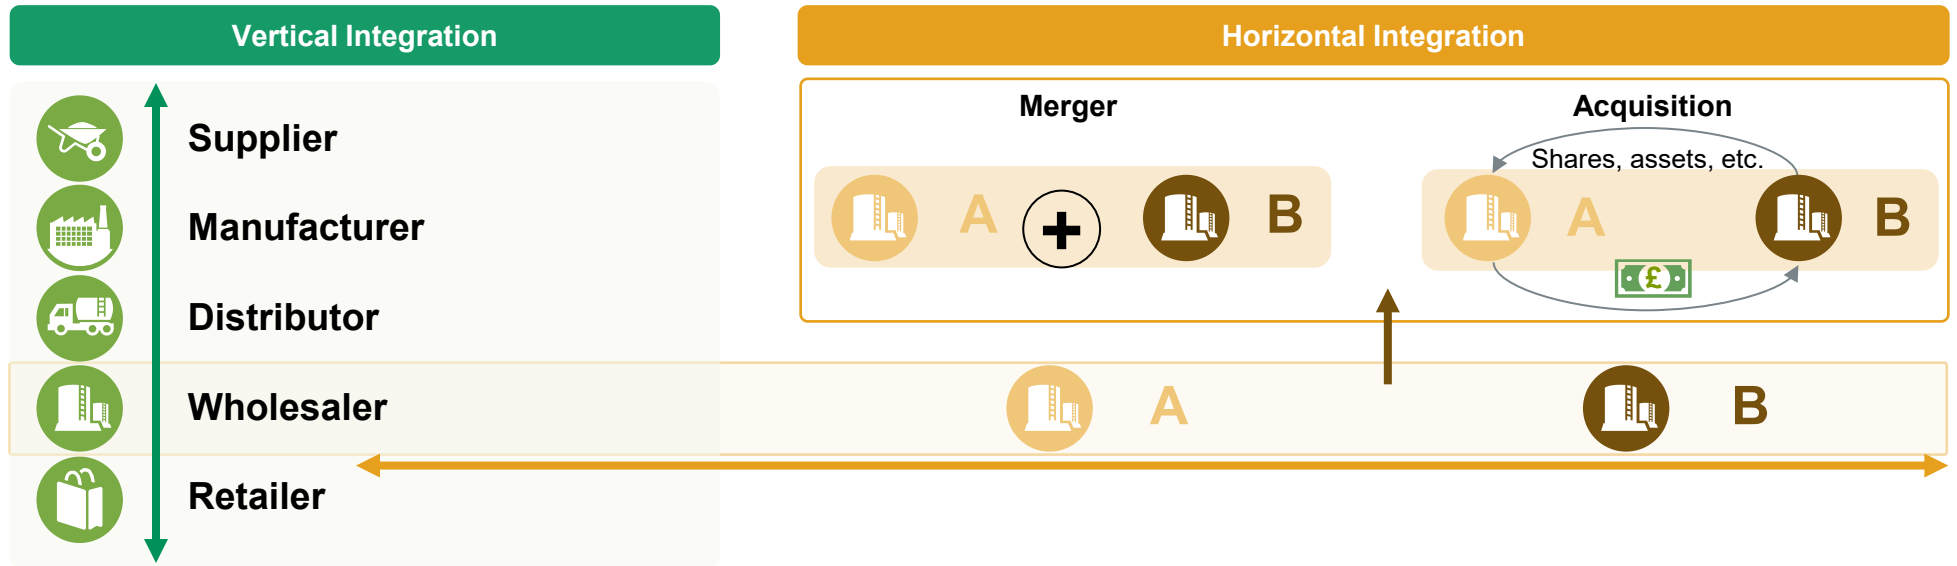 Vertical Integration
Supplier
Manufacturer
Distributor
Wholesaler
Retailer
Horizontal Integration
Merger
A
+
B
Acquisition
Shares, assets, etc.
A
B
£
A
B